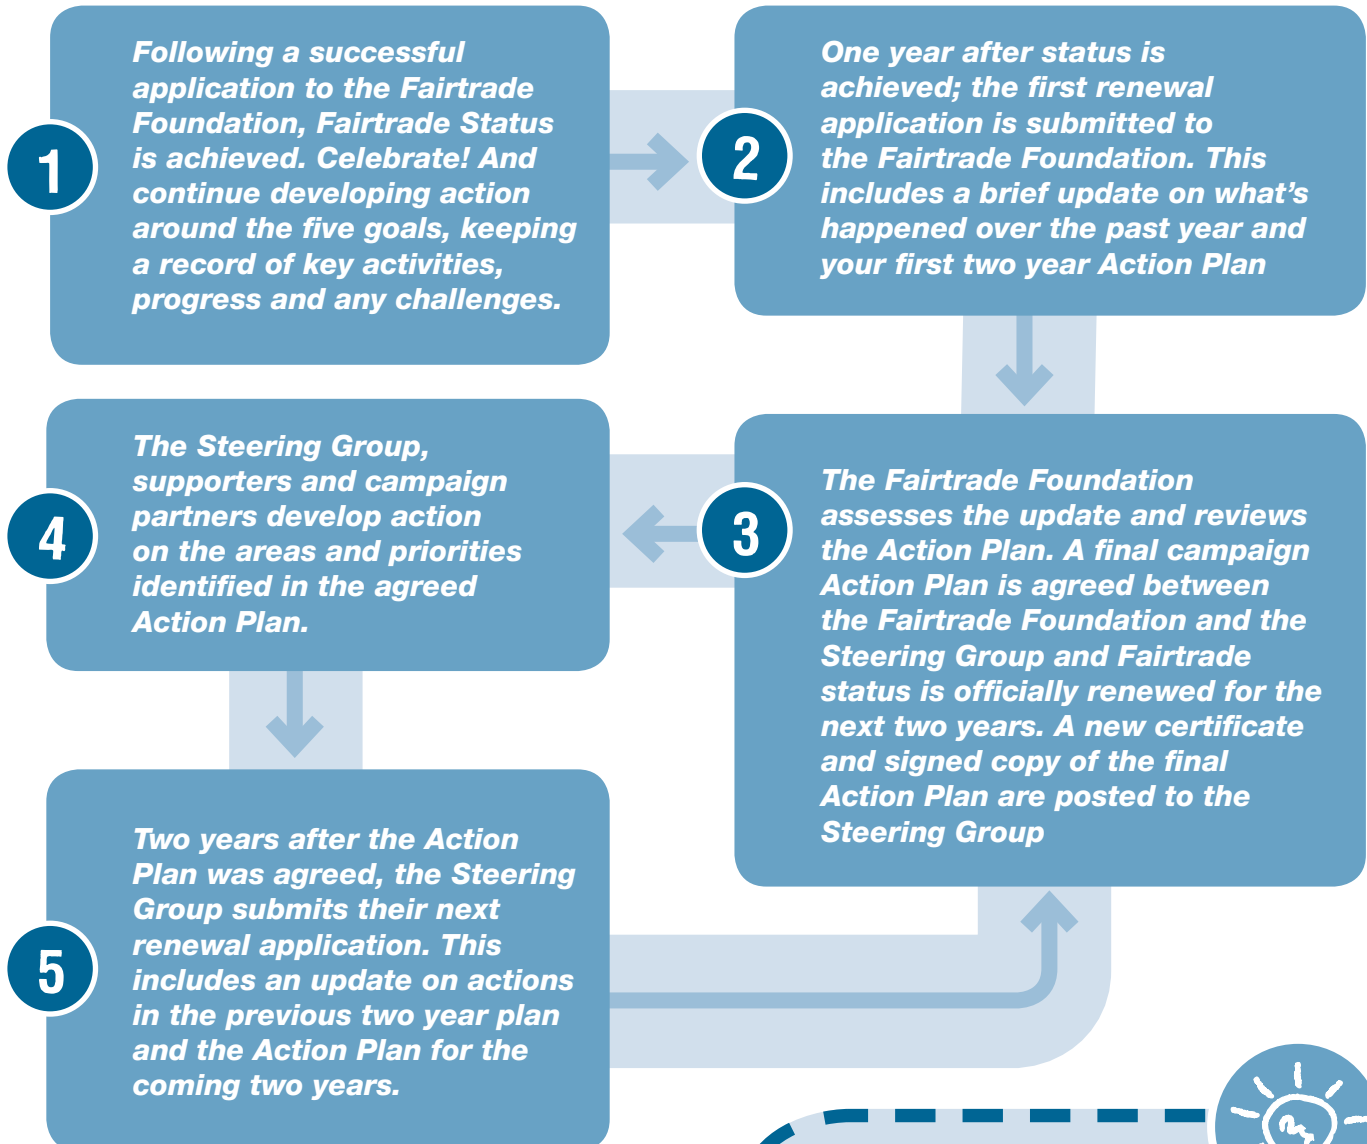 1
Following a successful
application to the Fairtrade
Foundation, Fairtrade Status
is achieved. Celebrate! And
continue developing action
around the five goals, keeping
a record of key activities,
progress and any challenges.
2
One year after status is
achieved; the first renewal
application is submitted to
the Fairtrade Foundation. This
includes a brief update on what's
happened over the past year and
your first two year Action Plan
3
The Fairtrade Foundation
assesses the update and reviews
the Action Plan. A final campaign
Action Plan is agreed between
the Fairtrade Foundation and the
Steering Group and Fairtrade
status is officially renewed for the
next two years. A new certificate
and signed copy of the final
Action Plan are posted to the
Steering Group
4
The Steering Group,
supporters and campaign
partners develop action
on the areas and priorities
identified in the agreed
Action Plan.
5
Two years after the Action
Plan was agreed, the Steering
Group submits their next
renewal application. This
includes an update on actions
in the previous two year plan
and the Action Plan for the
coming two years.